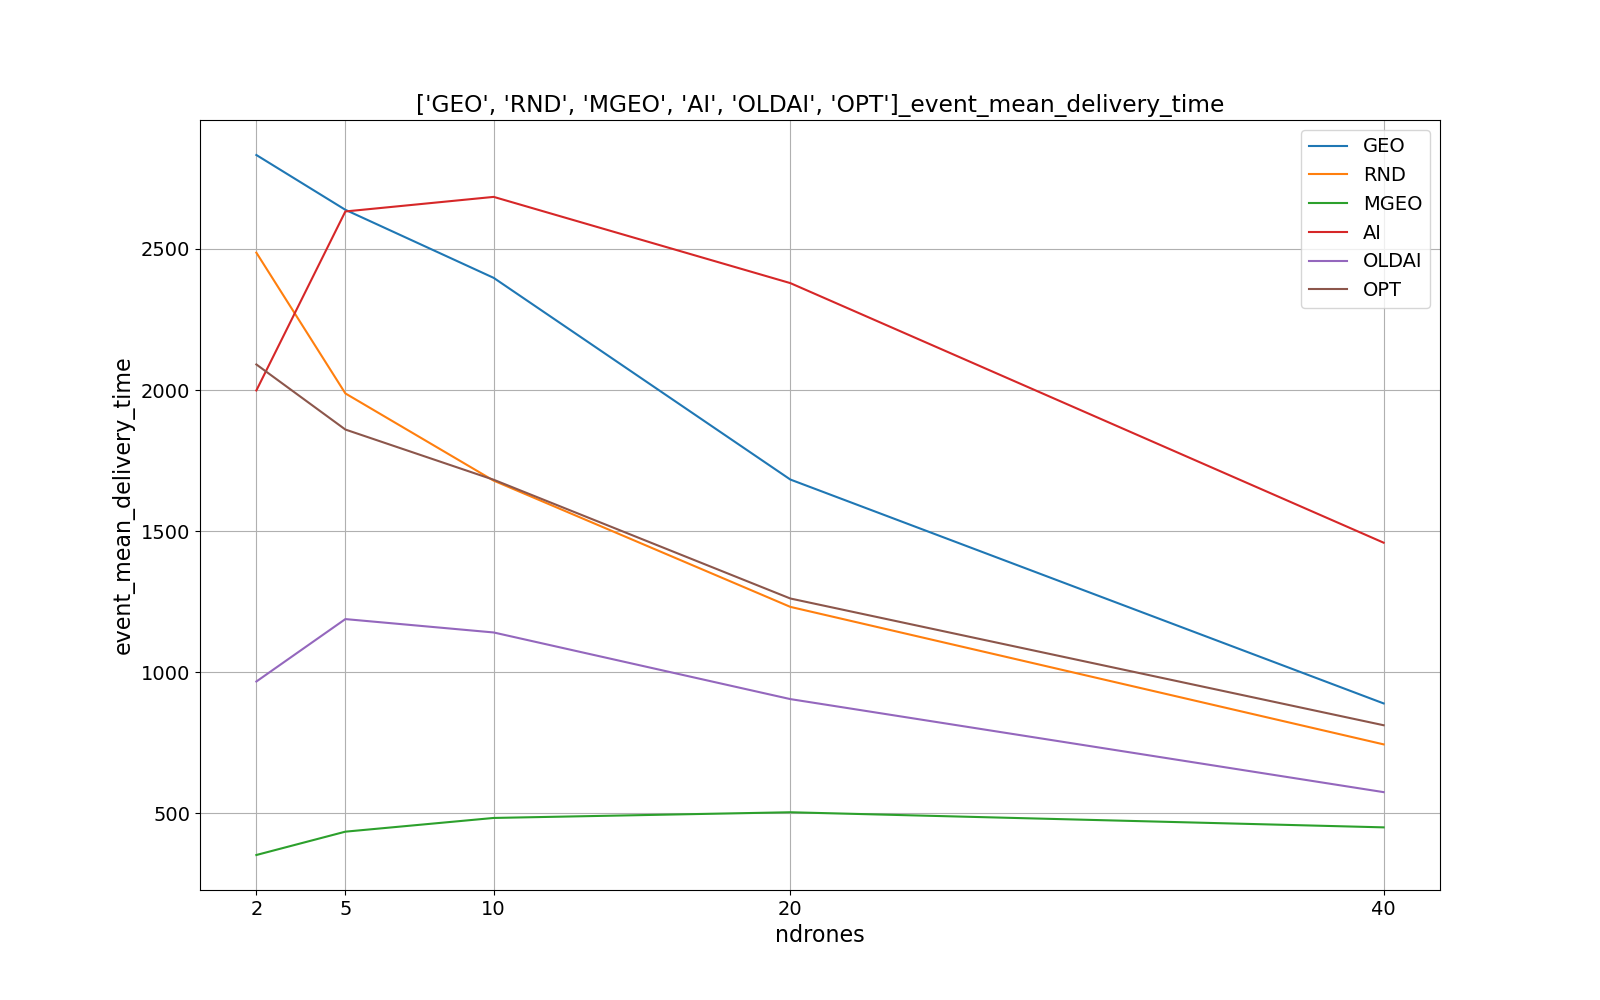 ['GEO', 'RND', 'MGEO', 'AI', 'OLDAI', 'OPT']_event_mean_delivery_time
GEO
RND
MGEO
AI
OLDAI
OPT
event_mean_delivery_time
2500
2000
1500
1000
500
2 5 10 20 40
ndrones